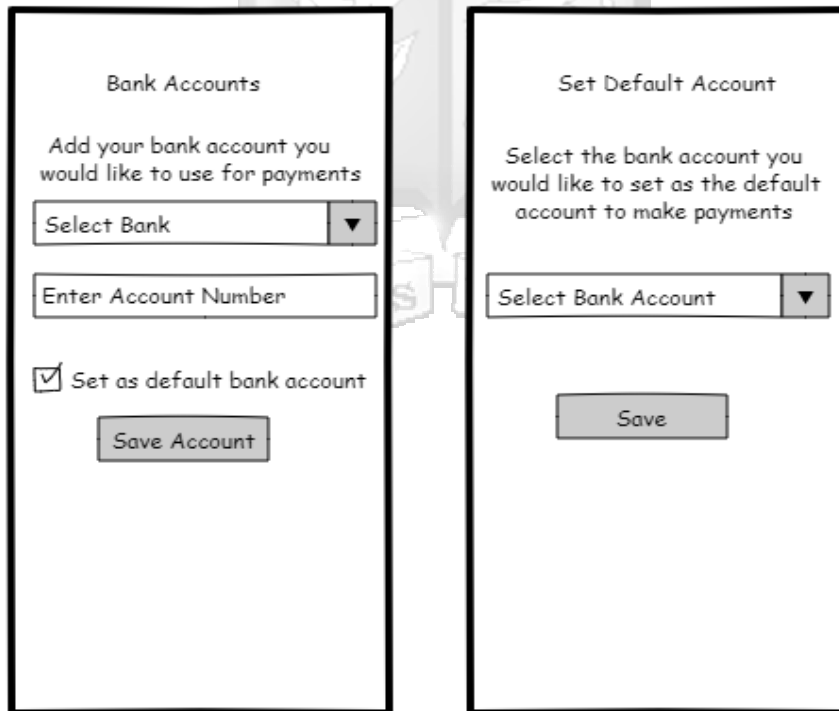 Bank Accounts
Add your bank account you
would like to use for payments
Select Bank
Enter Account Number
Set as default bank account
Save Account
Set Default Account
Select the bank account you
would like to set as the default
account to make payments
Select Bank Account
Save